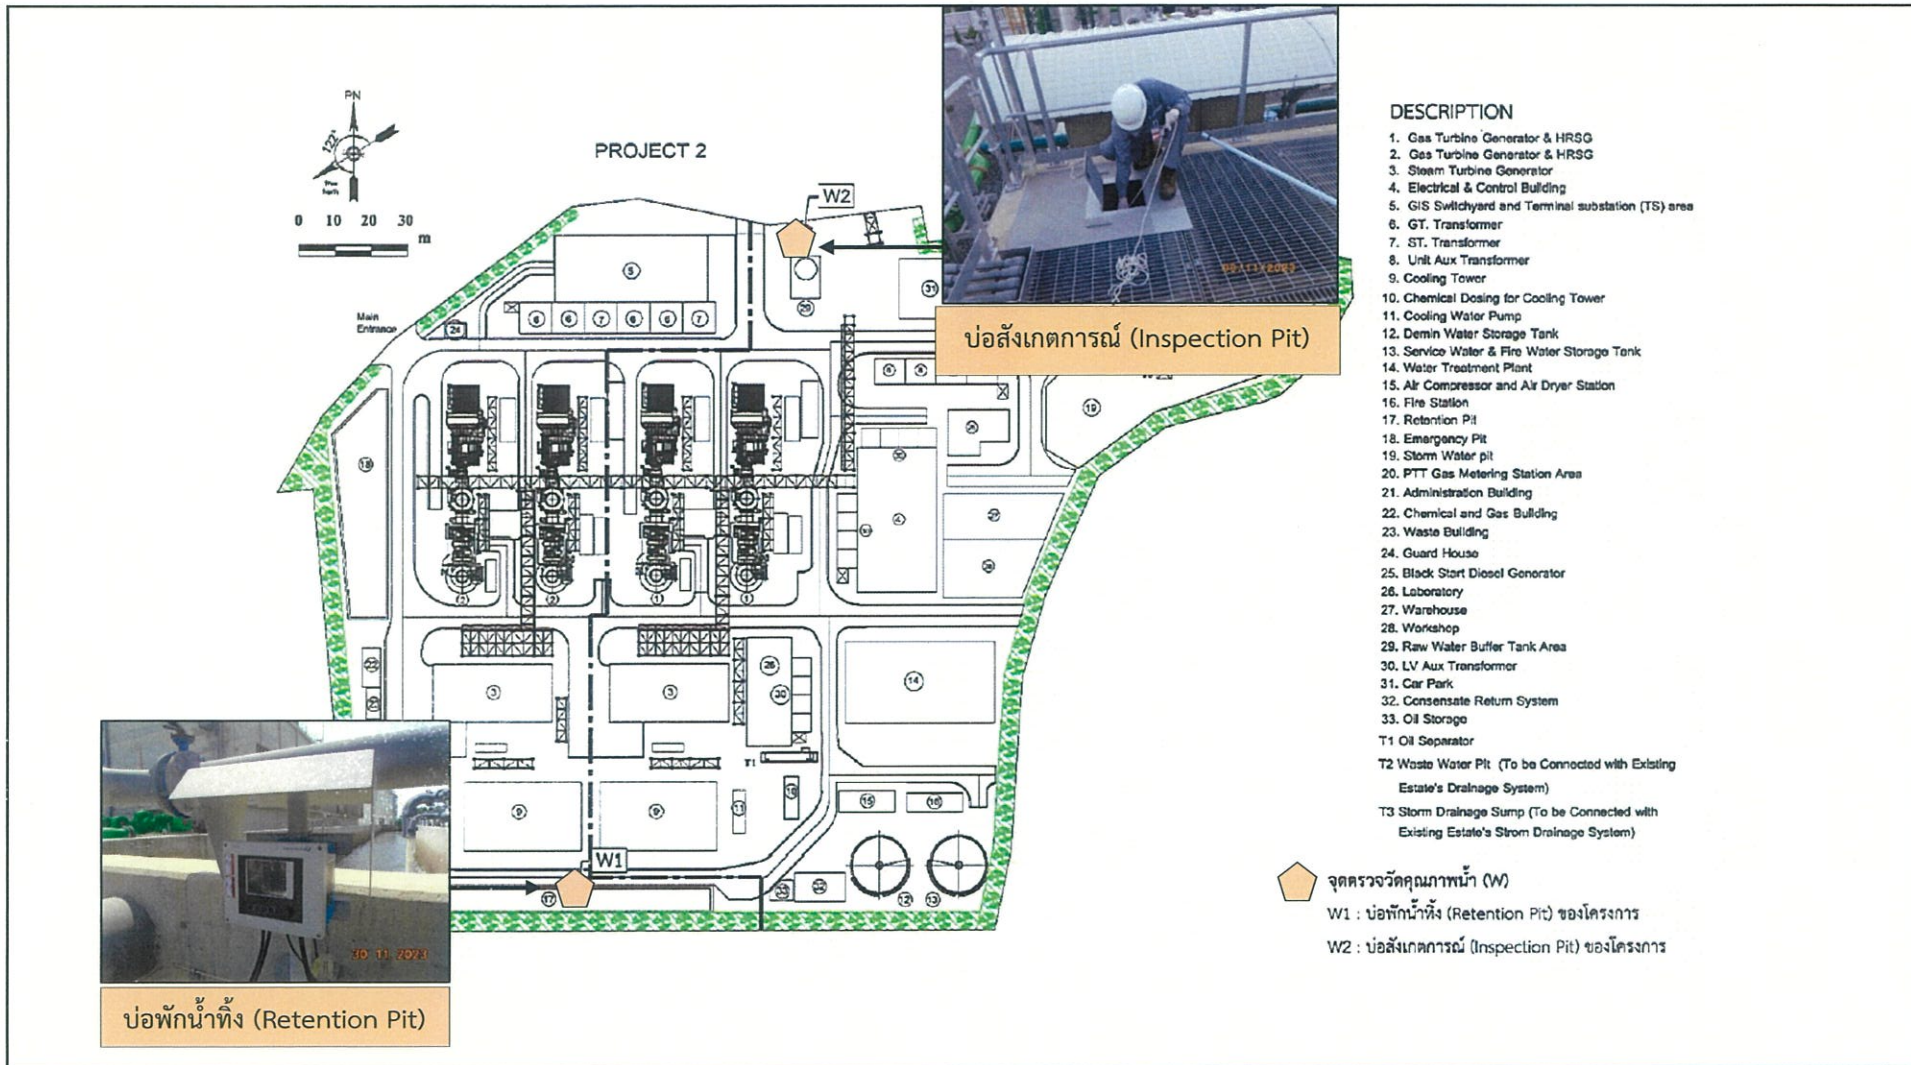 PN
122°
True North
0 10 20 30
m
PROJECT 2
W2
Main
Entrance
บ่อสังเกตการณ์ (Inspection Pit)
30 11 2023
W1
T1
บ่อพักน้ำทิ้ง (Retention Pit)
DESCRIPTION
1. Gas Turbine Generator & HRSG
2. Gas Turbine Generator & HRSG
3. Steam Turbine Generator
4. Electrical & Control Building
5. GIS Switchyard and Terminal substation (TS) area
6. GT. Transformer
7. ST. Transformer
8. Unit Aux Transformer
9. Cooling Tower
10. Chemical Dosing for Cooling Tower
11. Cooling Water Pump
12. Demin Water Storage Tank
13. Service Water & Fire Water Storage Tank
14. Water Treatment Plant
15. Air Compressor and Air Dryer Station
16. Fire Station
17. Retention Pit
18. Emergency Pit
19. Storm Water pit
20. PTT Gas Metering Station Area
21. Administration Building
22. Chemical and Gas Building
23. Waste Building
24. Guard House
25. Black Start Diesel Generator
26. Laboratory
27. Warehouse
28. Workshop
29. Raw Water Buffer Tank Area
30. LV Aux Transformer
31. Car Park
32. Consensate Return System
33. Oil Storage
T1 Oil Separator
T2 Waste Water Pit (To be Connected with Existing
Estate's Drainage System)
T3 Storm Drainage Sump (To be Connected with
Existing Estate's Strom Drainage System)
จุดตรวจวัดคุณภาพน้ำ (W)
W1 : บ่อพักน้ำทิ้ง (Retention Pit) ของโครงการ
W2 : บ่อสังเกตการณ์ (Inspection Pit) ของโครงการ